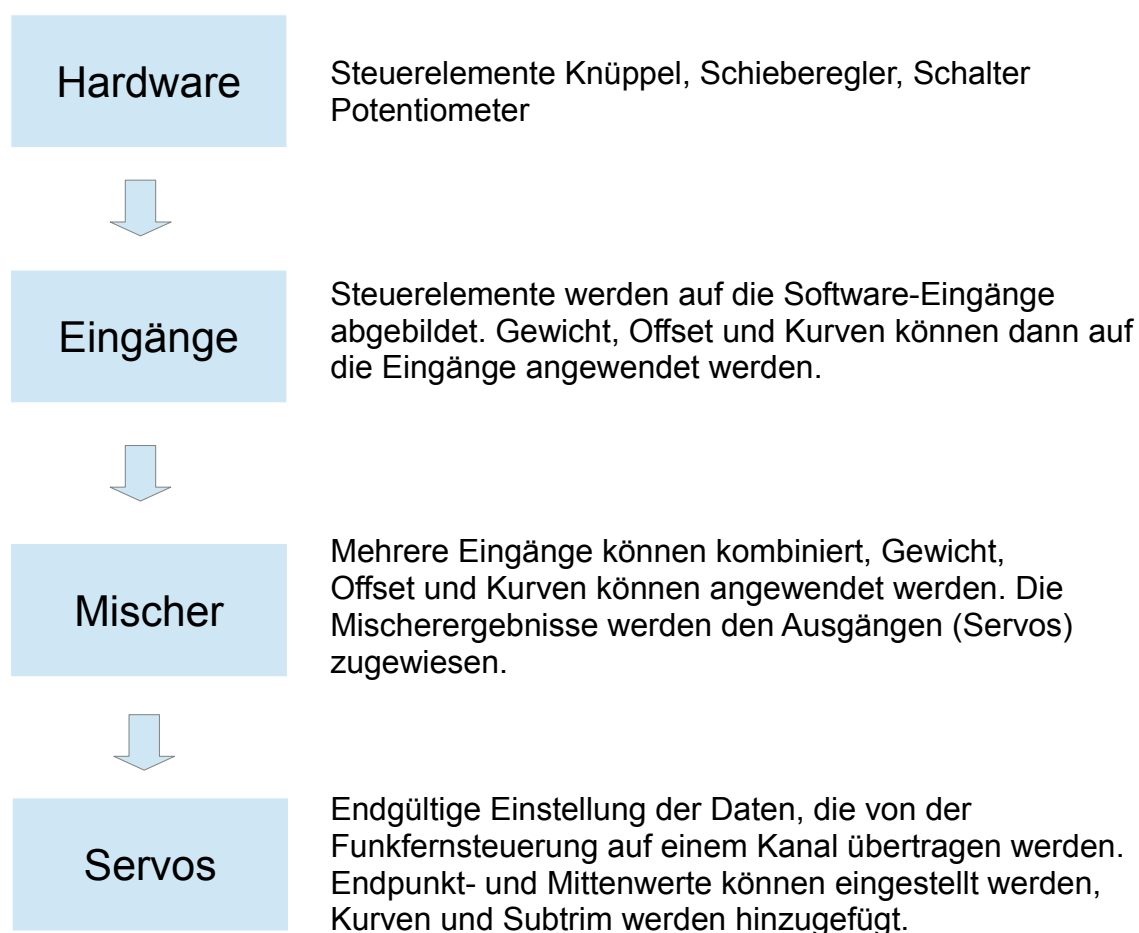 Hardware
Steuerelemente Knüppel, Schieberegler, Schalter
Potentiometer
Eingänge
Steuerelemente werden auf die Software-Eingänge
abgebildet. Gewicht, Offset und Kurven können dann auf
die Eingänge angewendet werden.
Mischer
Mehrere Eingänge können kombiniert, Gewicht,
Offset und Kurven können angewendet werden. Die
Mischerergebnisse werden den Ausgängen (Servos)
zugewiesen.
Servos
Endgültige Einstellung der Daten, die von der
Funkfernsteuerung auf einem Kanal übertragen werden.
Endpunkt- und Mittenwerte können eingestellt werden,
Kurven und Subtrim werden hinzugefügt.